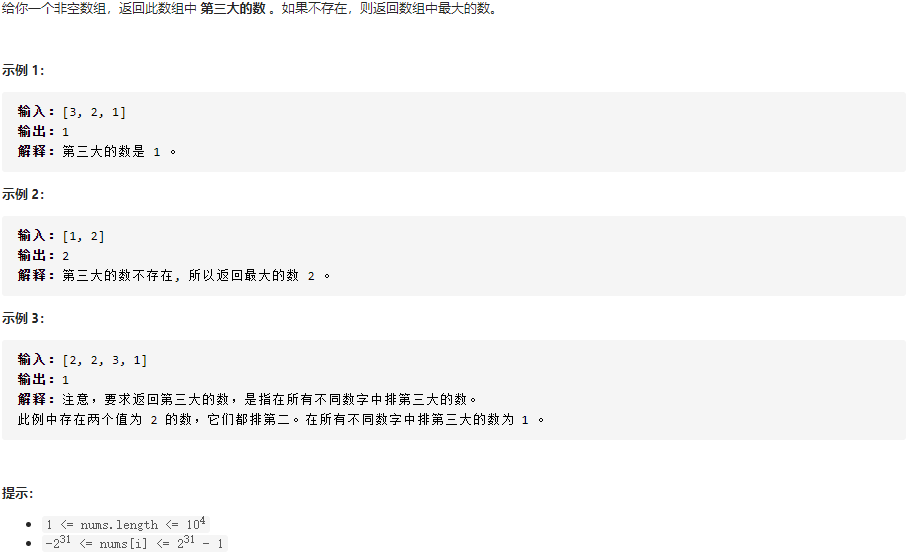 给你一个非空数组，返回此数组中 第三大的数 。如果不存在，则返回数组中最大的数。
示例 1：
输入：[3, 2, 1]
输出：1
解释：第三大的数是 1 。
示例 2：
输入：[1, 2]
输出：2
解释：第三大的数不存在, 所以返回最大的数 2 。
示例 3：
输入：[2, 2, 3, 1]
输出：1
解释：注意，要求返回第三大的数，是指在所有不同数字中排第三大的数。
此例中存在两个值为 2 的数，它们都排第二。在所有不同数字中排第三大的数为 1 。
提示：
1 <= nums.length <= 10⁴
-2³¹ <= nums[i] <= 2³¹ - 1